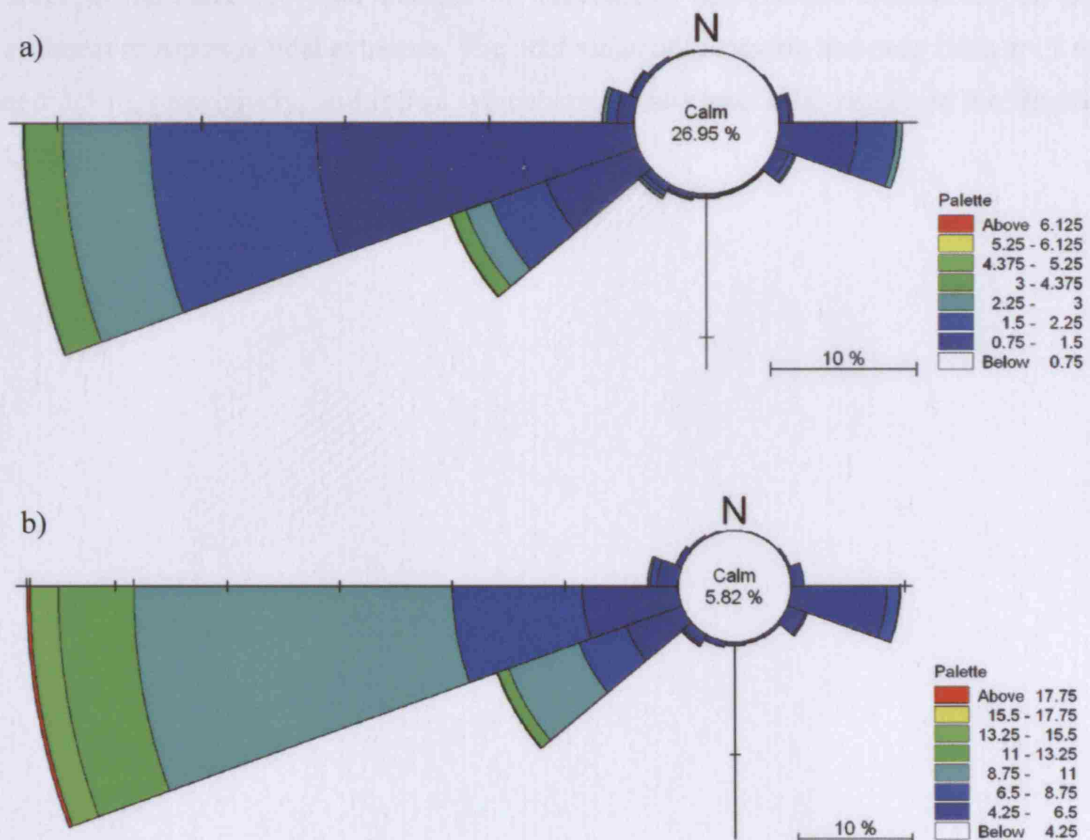 a)
N
Calm
26.95 %
10 %
Palette
Above 6.125
5.25 - 6.125
4.375 - 5.25
3 - 4.375
2.25 - 3
1.5 - 2.25
0.75 - 1.5
Below 0.75
b)
N
Calm
5.82 %
10 %
Palette
Above 17.75
15.5 - 17.75
13.25 - 15.5
11 - 13.25
8.75 - 11
6.5 - 8.75
4.25 - 6.5
Below 4.25